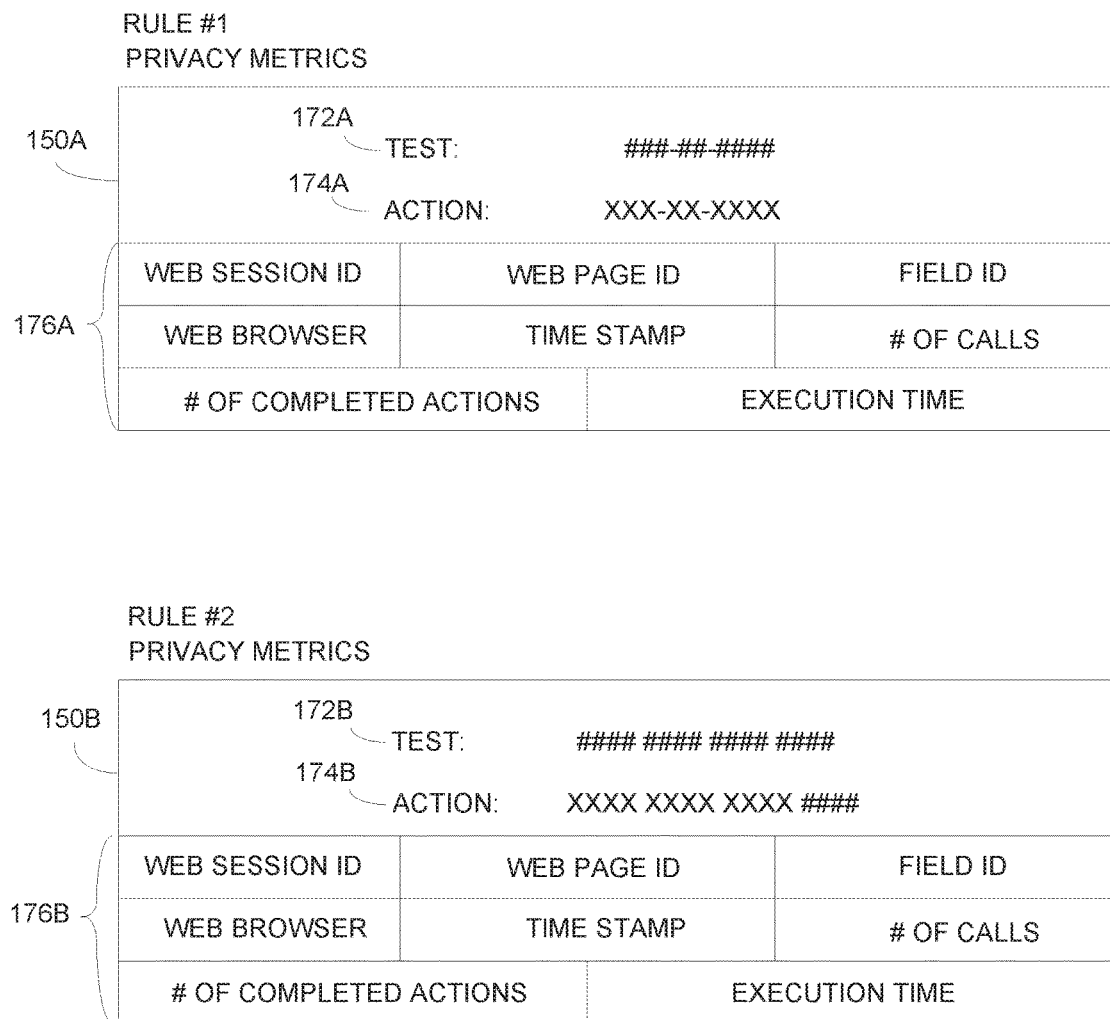 RULE #1
PRIVACY METRICS
172A
150A
TEST: ###-##-####
174A
ACTION: XXX-XX-XXXX
WEB SESSION ID WEB PAGE ID FIELD ID
176A
WEB BROWSER TIME STAMP # OF CALLS
# OF COMPLETED ACTIONS EXECUTION TIME
RULE #2
PRIVACY METRICS
172B
150B
TEST: #### #### #### ####
174B
ACTION: XXXX XXXX XXXX ####
WEB SESSION ID WEB PAGE ID FIELD ID
176B
WEB BROWSER TIME STAMP # OF CALLS
# OF COMPLETED ACTIONS EXECUTION TIME